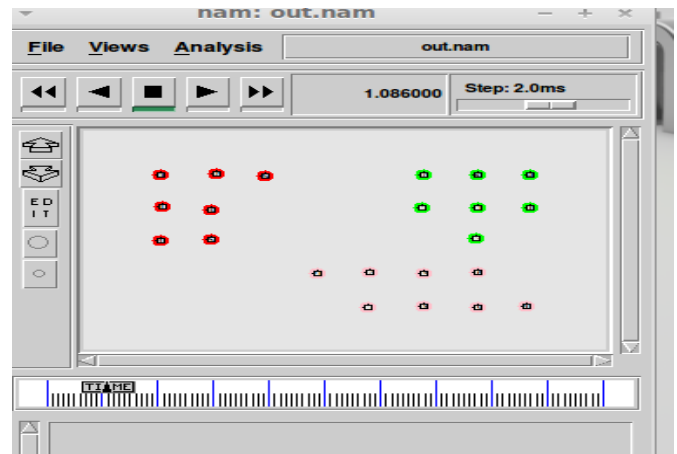 nam: out.nam
File Views Analysis out.nam
1.086000 Step: 2.0ms
E D
I T
TIME